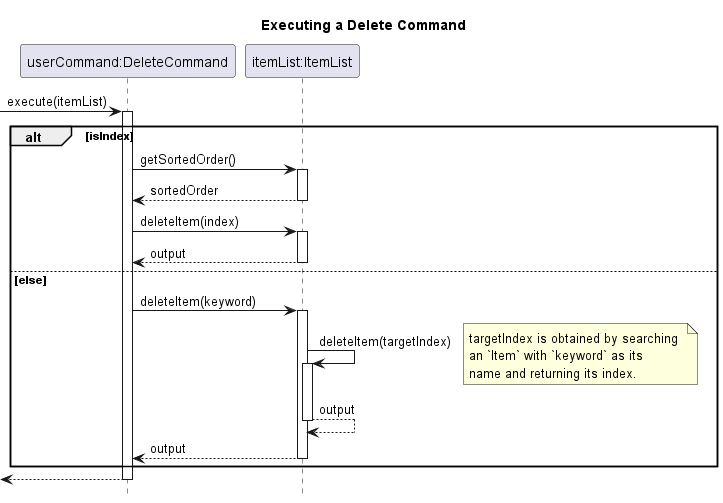 Executing a Delete Command
userCommand:DeleteCommand
itemList:ItemList
execute(itemList)
alt
[isIndex]
getSortedOrder()
sortedOrder
deleteItem(index)
output
[else]
deleteItem(keyword)
deleteItem(targetIndex)
targetIndex is obtained by searching
an `Item` with `keyword` as its
name and returning its index.
output
output